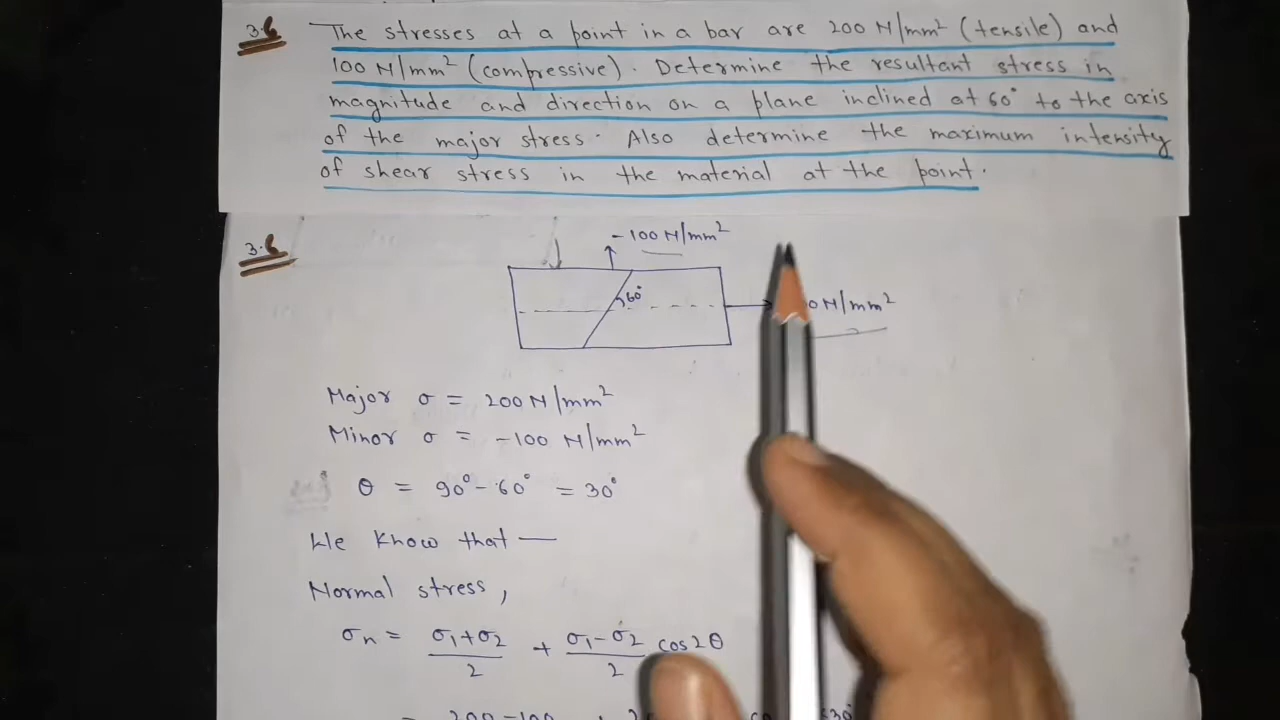 3.6
The stresses at a point in a bar are 200 N/mm² (tensile) and
100 N/mm² (compressive). Determine the resultant stress in
magnitude and direction on a plane inclined at 60° to the axis
of the major stress. Also determine the maximum intensity
of shear stress in the material at the point.
3.6
-100 N/mm²
60°
0 N/mm²
Major σ = 200 N/mm²
Minor σ = -100 N/mm²
θ = 90° - 60° = 30°
We know that —
Normal stress,
σn = σ1+σ2/2 + σ1-σ2/2 cos2θ
= 200-100 +